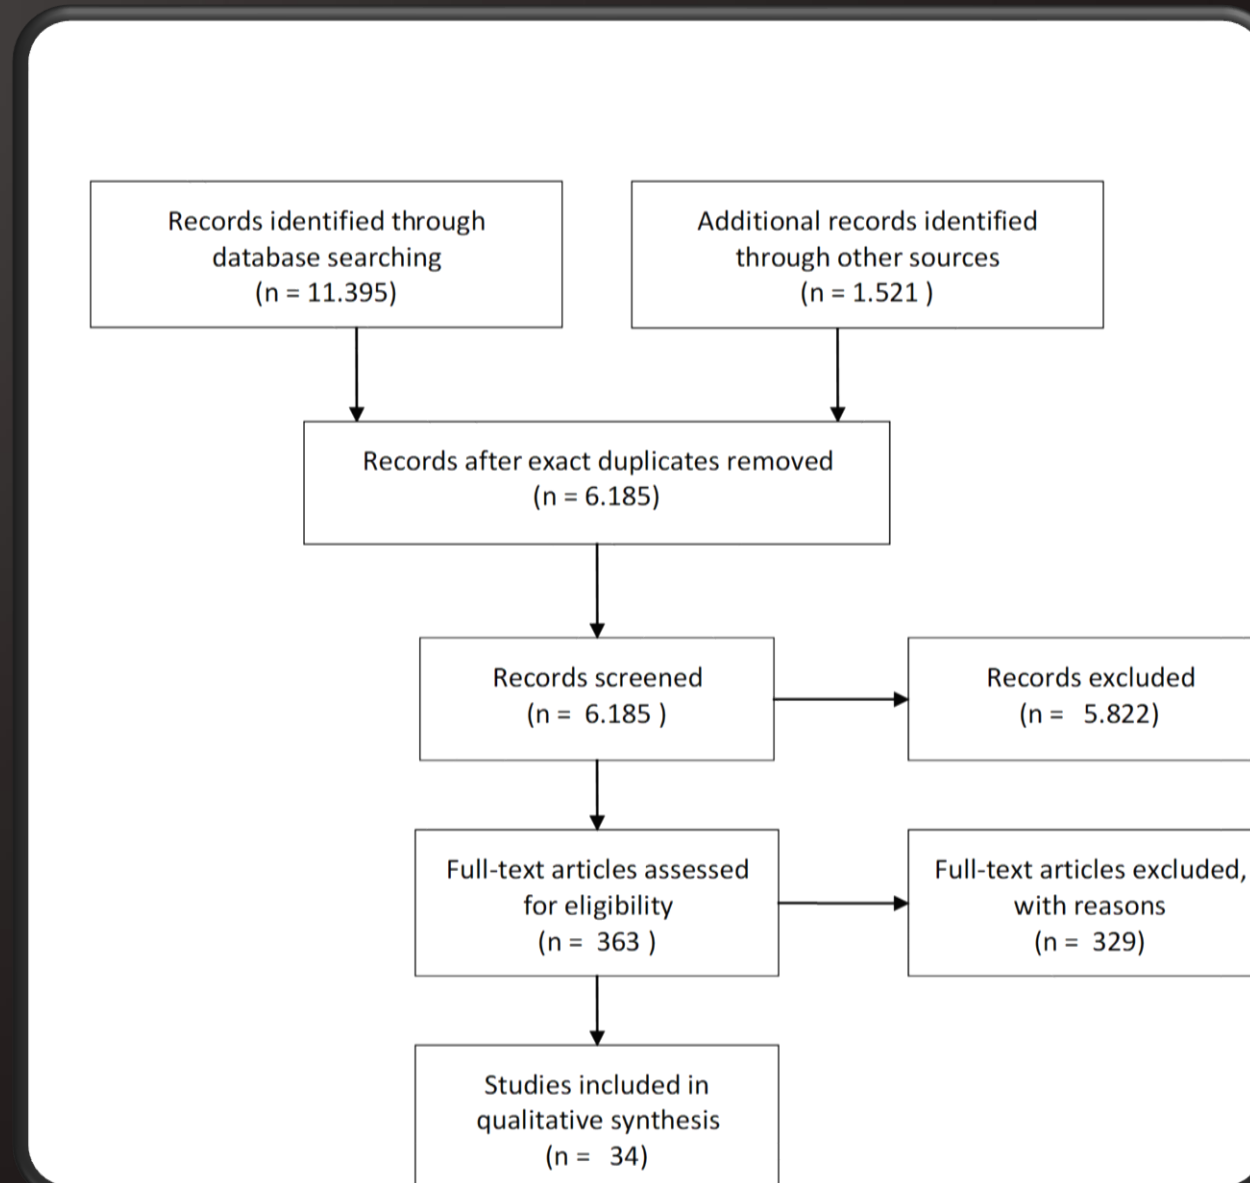 Records identified through
database searching
(n = 11.395)
Additional records identified
through other sources
(n = 1.521 )
Records after exact duplicates removed
(n = 6.185)
Records screened
(n =  6.185 )
Records excluded
(n =   5.822)
Full-text articles assessed
for eligibility
(n =  363 )
Full-text articles excluded,
with reasons
(n =  329)
Studies included in
qualitative synthesis
(n =   34)